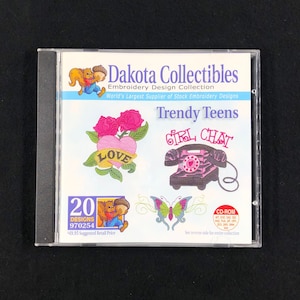 Dakota Collectibles
Embroidery Design Collection
World's Largest Supplier of Stock Embroidery Designs
Trendy Teens
GIRL CHAT
LOVE
20
DESIGNS
970254
CD-ROM